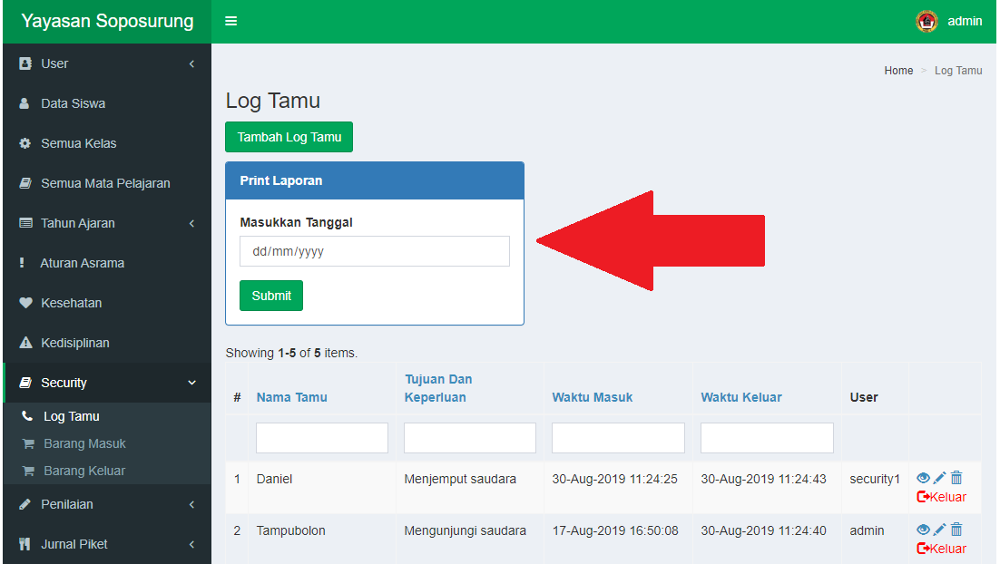 Yayasan Soposurung
admin
User
Data Siswa
Semua Kelas
Semua Mata Pelajaran
Tahun Ajaran
Aturan Asrama
Kesehatan
Kedisiplinan
Security
Log Tamu
Barang Masuk
Barang Keluar
Penilaian
Jurnal Piket
Home > Log Tamu
Log Tamu
Tambah Log Tamu
Print Laporan
Masukkan Tanggal
dd/mm/yyyy
Submit
Showing 1-5 of 5 items.
# Nama Tamu Tujuan Dan Keperluan Waktu Masuk Waktu Keluar User
1 Daniel Menjemput saudara 30-Aug-2019 11:24:25 30-Aug-2019 11:24:43 security1 Keluar
2 Tampubolon Mengunjungi saudara 17-Aug-2019 16:50:08 30-Aug-2019 11:24:40 admin Keluar